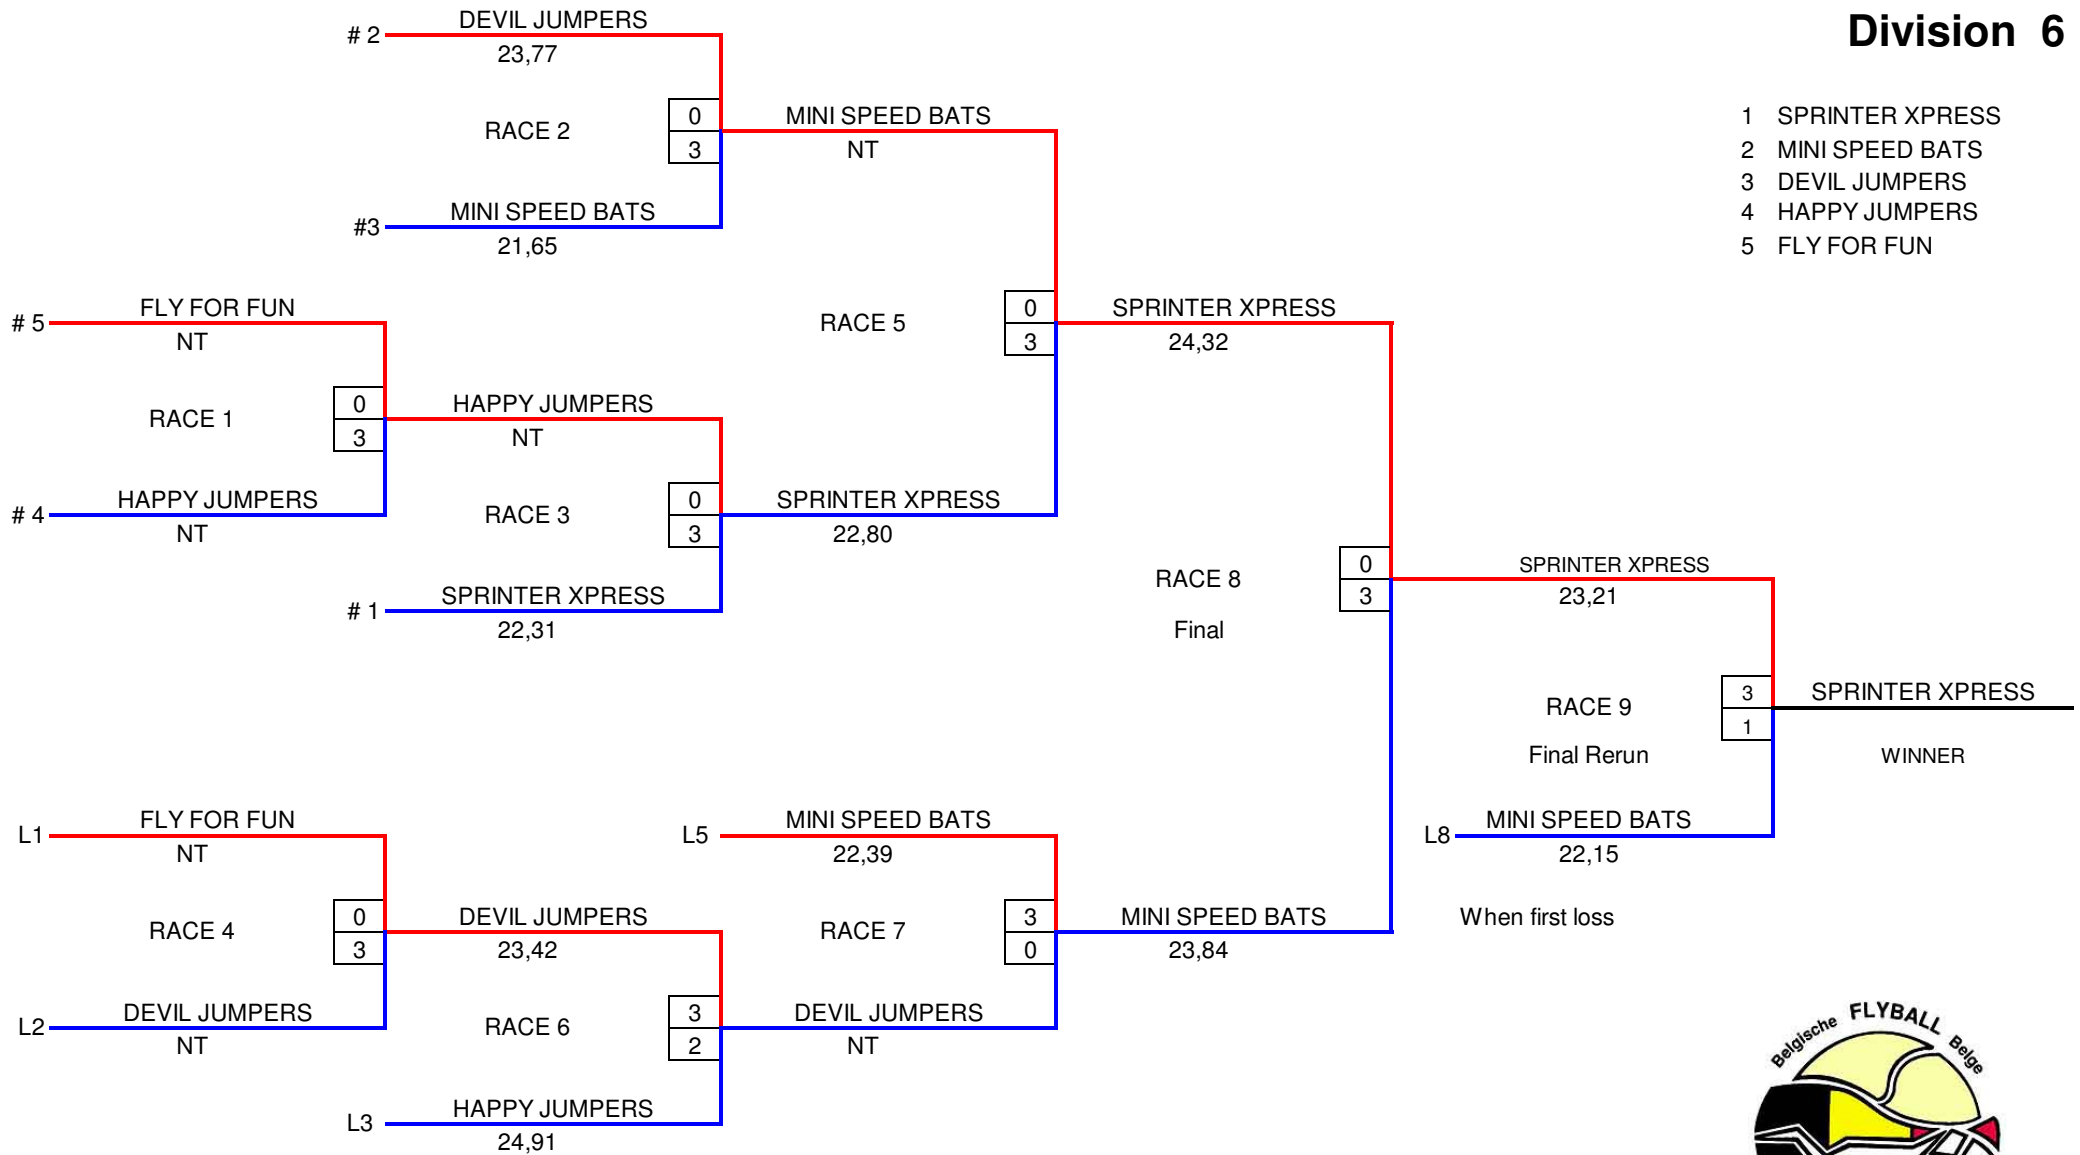 Division 6
1 SPRINTER XPRESS
2 MINI SPEED BATS
3 DEVIL JUMPERS
4 HAPPY JUMPERS
5 FLY FOR FUN
# 2 DEVIL JUMPERS
23,77
RACE 2
0
3
#3 MINI SPEED BATS
21,65
MINI SPEED BATS
NT
# 5 FLY FOR FUN
NT
RACE 1
0
3
# 4 HAPPY JUMPERS
NT
HAPPY JUMPERS
NT
RACE 3
0
3
# 1 SPRINTER XPRESS
22,31
RACE 5
0
3
SPRINTER XPRESS
22,80
SPRINTER XPRESS
24,32
RACE 8
0
3
Final
SPRINTER XPRESS
23,21
RACE 9
3
1
Final Rerun
SPRINTER XPRESS
WINNER
L8 MINI SPEED BATS
22,15
When first loss
L1 FLY FOR FUN
NT
RACE 4
0
3
L2 DEVIL JUMPERS
NT
DEVIL JUMPERS
23,42
RACE 6
3
2
L3 HAPPY JUMPERS
24,91
L5 MINI SPEED BATS
22,39
RACE 7
3
0
DEVIL JUMPERS
NT
MINI SPEED BATS
23,84
Belgische FLYBALL Belge